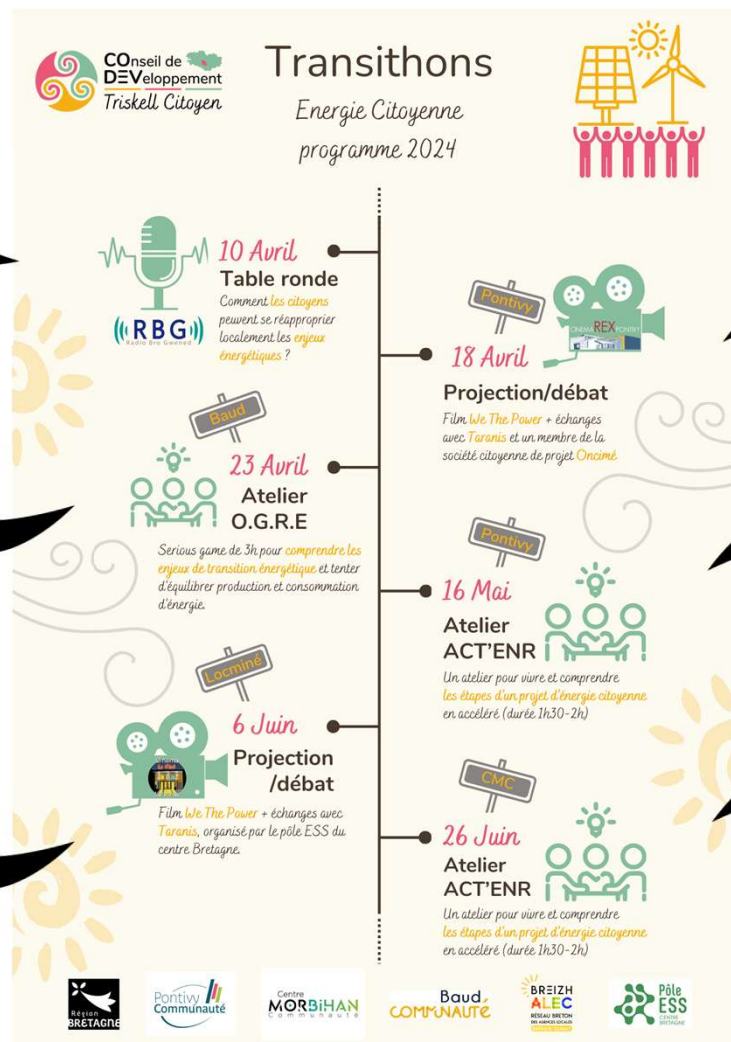 COnseil de
DEVeloppement
Triskell Citoyen
Transithons
Energie Citoyenne
programme 2024
10 Avril
Table ronde
Comment les citoyens
peuvent se réapproprier
localement les enjeux
énergétiques ?
RBG
Radio Bro Gwened
Pontivy
CINEMA REX PONTIVY
18 Avril
Projection/débat
Film We The Power + échanges
avec Taranis et un membre de la
société citoyenne de projet Oncimé.
Baud
23 Avril
Atelier
O.G.R.E
Serious game de 3h pour comprendre les
enjeux de transition énergétique et tenter
d'équilibrer production et consommation
d'énergie.
Pontivy
16 Mai
Atelier
ACT'ENR
Un atelier pour vivre et comprendre
les étapes d'un projet d'énergie citoyenne
en accéléré (durée 1h30-2h)
Locminé
6 Juin
Projection
/débat
Film We The Power + échanges avec
Taranis, organisé par le pôle ESS du
centre Bretagne.
CMC
26 Juin
Atelier
ACT'ENR
Un atelier pour vivre et comprendre
les étapes d'un projet d'énergie citoyenne
en accéléré (durée 1h30-2h)
Région
BRETAGNE
Pontivy
Communauté
Centre
MORBIHAN
Communauté
Baud
COMMUNAUTÉ
BREIZH
ALEC
RÉSEAU BRETON
DES AGENCES LOCALES
Pôle
ESS
CENTRE
BRETAGNE